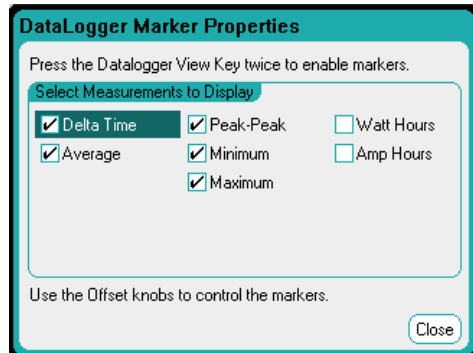 DataLogger Marker Properties
Press the Datalogger View Key twice to enable markers.
Select Measurements to Display
Delta Time Peak-Peak Watt Hours
Average Minimum Amp Hours
Maximum
Use the Offset knobs to control the markers.
Close